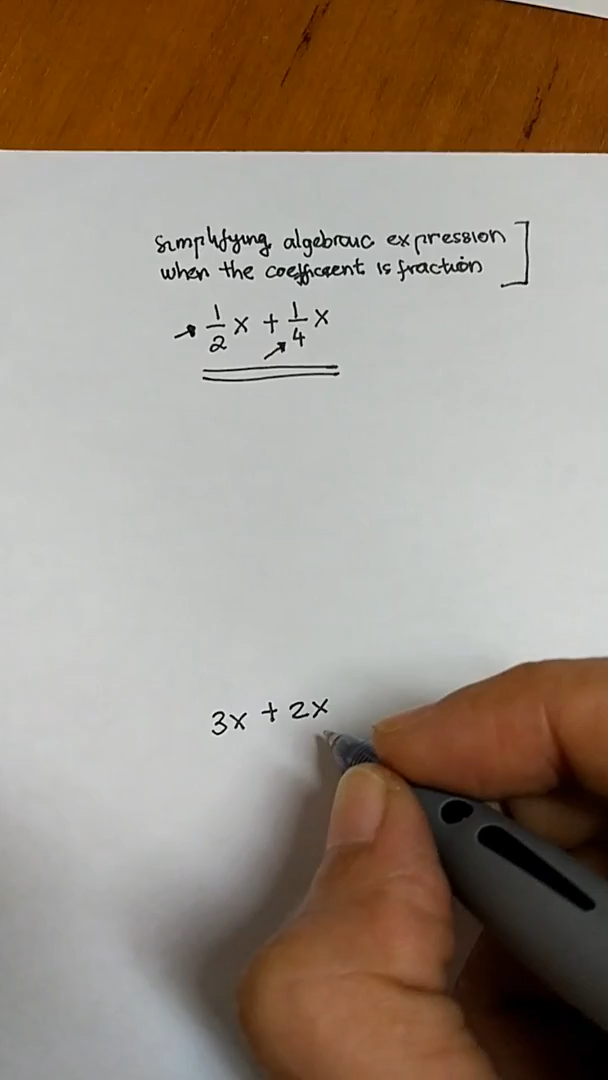 Simplifying algebraic expression
when the coefficient is fraction
1/2 x + 1/4 x
3x + 2x